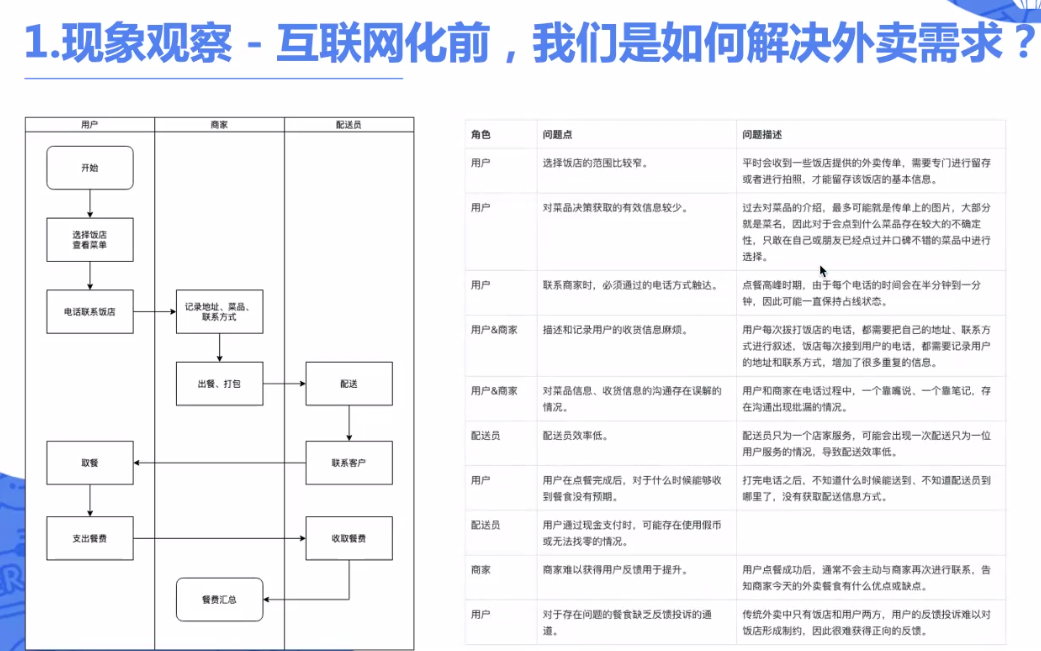 1.现象观察 - 互联网化前，我们是如何解决外卖需求？
用户
商家
配送员
开始
选择饭店
查看菜单
电话联系饭店
记录地址、菜品、
联系方式
出餐、打包
配送
取餐
联系客户
支出餐费
收取餐费
餐费汇总
角色
问题点
问题描述
用户
选择饭店的范围比较窄。
平时会收到一些饭店提供的外卖传单，需要专门进行留存
或者进行拍照，才能留存该饭店的基本信息。
用户
对菜品决策获取的有效信息较少。
过去对菜品的介绍，最多可能就是传单上的图片，大部分
就是菜名，因此对于会点到什么菜品存在较大的不确定
性，只敢在自己或朋友已经点过并口碑不错的菜品中进行
选择。
用户
联系商家时，必须通过的电话方式触达。
点餐高峰时期，由于每个电话的时间会在半分钟到一分
钟，因此可能一直保持占线状态。
用户&商家
描述和记录用户的收货信息麻烦。
用户每次拨打饭店的电话，都需要把自己的地址、联系方
式进行叙述，饭店每次接到用户的电话，都需要记录用户
的地址和联系方式，增加了很多重复的信息。
用户&商家
对菜品信息、收货信息的沟通存在误解的
情况。
用户和商家在电话过程中，一个靠嘴说、一个靠笔记，存
在沟通出现纰漏的情况。
配送员
配送员效率低。
配送员只为一个店家服务，可能会出现一次配送只为一位
用户服务的情况，导致配送效率低。
用户
用户在点餐完成后，对于什么时候能够收
到餐食没有预期。
打完电话之后，不知道什么时候能送到、不知道配送员到
哪里了，没有获取配送信息方式。
配送员
用户通过现金支付时，可能存在使用假币
或无法找零的情况。
商家
商家难以获得用户反馈用于提升。
用户点餐成功后，通常不会主动与商家再次进行联系，告
知商家今天的外卖餐食有什么优点或缺点。
用户
对于存在问题的餐食缺乏反馈投诉的通
道。
传统外卖中只有饭店和用户两方，用户的反馈投诉难以对
饭店形成制约，因此很难获得正向的反馈。